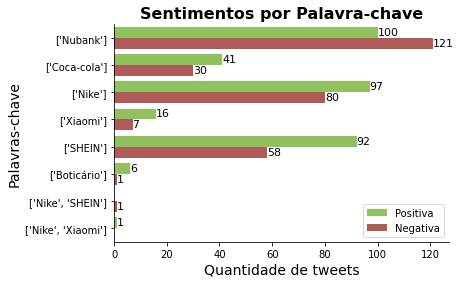 Sentimentos por Palavra-chave
Palavras-chave
['Nubank'] 100
121
['Coca-cola'] 41
30
['Nike'] 97
80
['Xiaomi'] 16
7
['SHEIN'] 92
58
['Boticário'] 6
1
['Nike', 'SHEIN'] 1
['Nike', 'Xiaomi'] 1
Positiva
Negativa
0 20 40 60 80 100 120
Quantidade de tweets